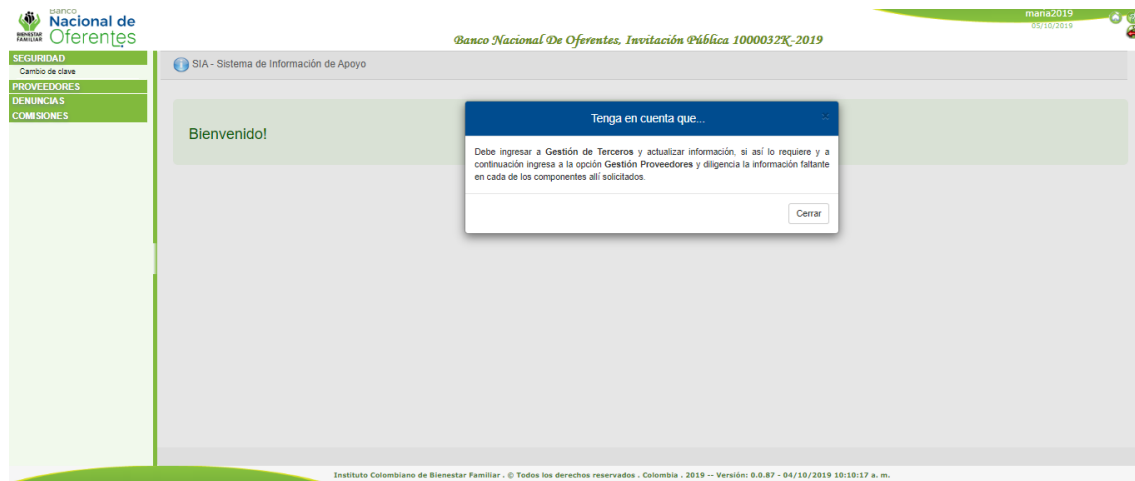 Banco
Nacional de
Oferentes
BIENESTAR
FAMILIAR
Banco Nacional De Oferentes, Invitación Pública 1000032K-2019
maria2019
05/10/2019
SEGURIDAD
Cambio de clave
PROVEEDORES
DENUNCIAS
COMISIONES
SIA - Sistema de Información de Apoyo
Bienvenido!
Tenga en cuenta que...
Debe ingresar a Gestión de Terceros y actualizar información, si así lo requiere y a
continuación ingresa a la opción Gestión Proveedores y diligencia la información faltante
en cada de los componentes allí solicitados.
Cerrar
Instituto Colombiano de Bienestar Familiar . © Todos los derechos reservados . Colombia . 2019 -- Versión: 0.0.87 - 04/10/2019 10:10:17 a. m.